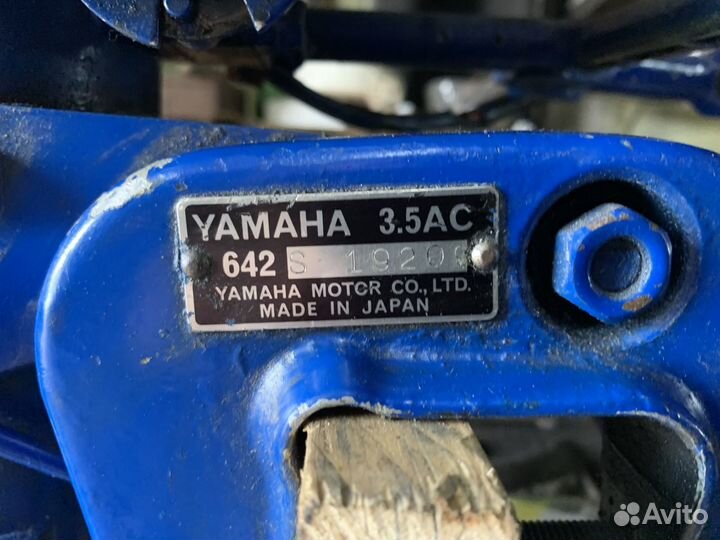 YAMAHA 3.5AC
642 S
YAMAHA MOTOR CO., LTD.
MADE IN JAPAN
Avito